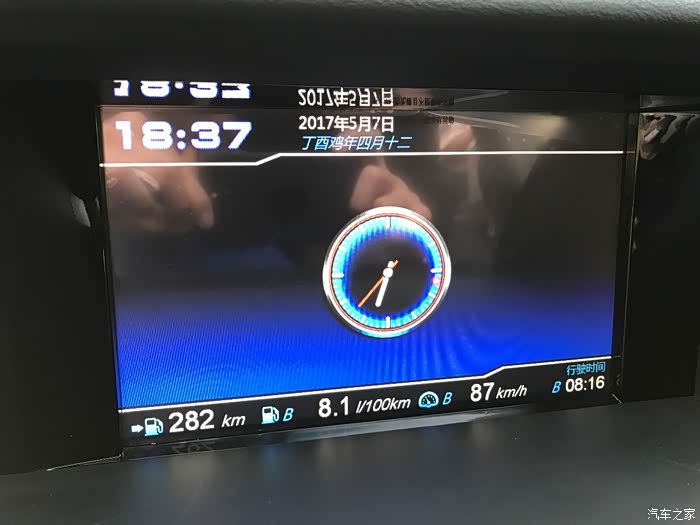 18:37
2017年5月7日
丁酉鸡年四月十二
行驶时间
282 km
B
8.1 l/100km
B
87 km/h
B 08:16
汽车之家